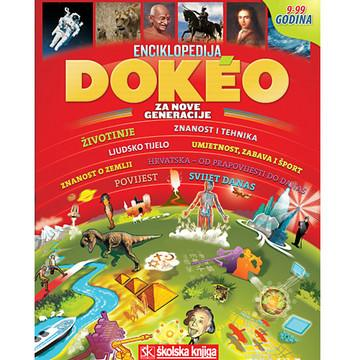 9-99
GODINA
ENCIKLOPEDIJA
DOKÉO
ZA NOVE
GENERACIJE
ŽIVOTINJE
ZNANOST I TEHNIKA
LJUDSKO TIJELO
UMJETNOST, ZABAVA I ŠPORT
ZNANOST O ZEMLJI
HRVATSKA – OD PRAPOVIJESTI DO DANAS
POVIJEST
SVIJET DANAS
šk školska knjiga